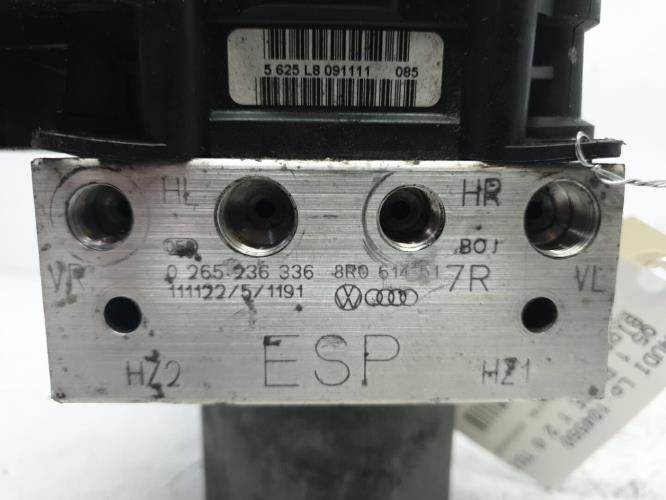 5 625 L8 091111 085
HL HR
BOJ
VR 0 265 236 336 8R0 614 517R VL
111122/5/1191
HZ2 ESP HZ1